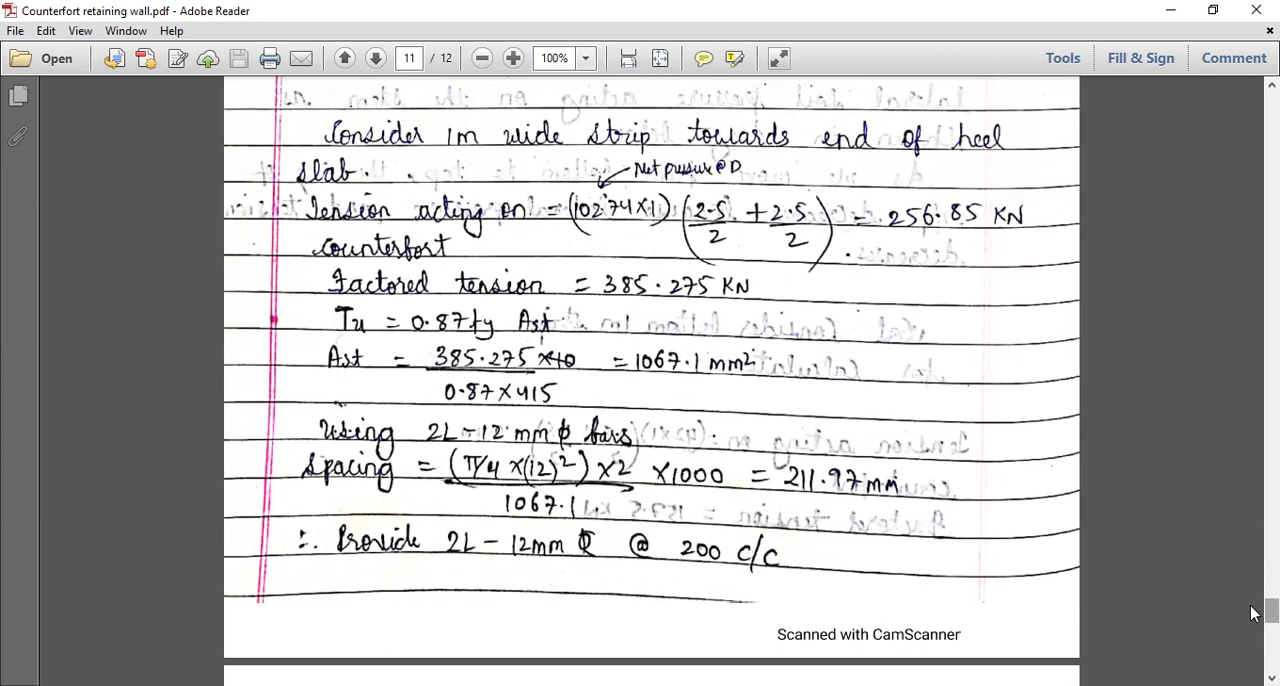 Counterfort retaining wall.pdf - Adobe Reader
File Edit View Window Help
Open 11 / 12 100% Tools Fill & Sign Comment
Consider 1m wide strip towards end of heel
slab.
Net pressure @ D
Tension acting on = (102.74×1) (2.5/2 + 2.5/2) = 256.85 KN
counterfort
Factored tension = 385.275 KN
Tu = 0.87fy Ast
Ast = 385.275×10 / 0.87×415 = 1067.1 mm²
Using 2L-12 mm ϕ bars
Spacing = (π/4 ×(12)²)×2 / 1067.1 ×1000 = 211.97 mm
∴ Provide 2L-12mm ϕ @ 200 c/c
Scanned with CamScanner